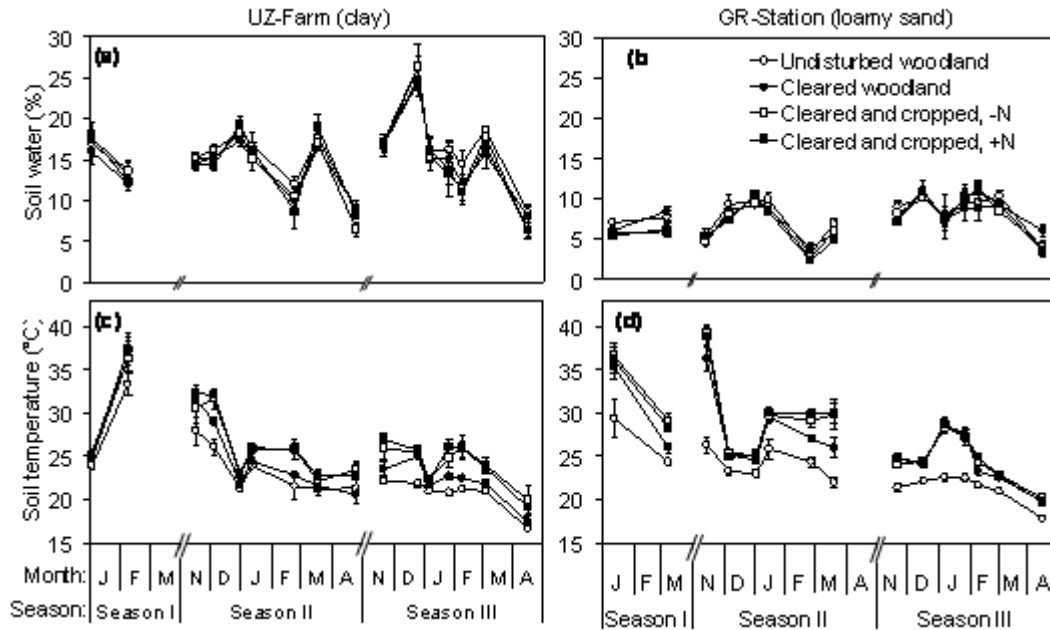 UZ-Farm (clay) GR-Station (loamy sand)
30 (a) 30 (b
Undisturbed woodland
25 25
Cleared woodland
20 20
Cleared and cropped, -N
15 15
Cleared and cropped, +N
10 10
5 5
0 0
Soil water (%)
40 (c) 40 (d)
35 35
30 30
25 25
20 20
15 15
Soil temperature (°C)
Month: J F M N D J F M A N D J F M A J F M N D J F M A N D J F M A
Season: Season I Season II Season III Season I Season II Season III